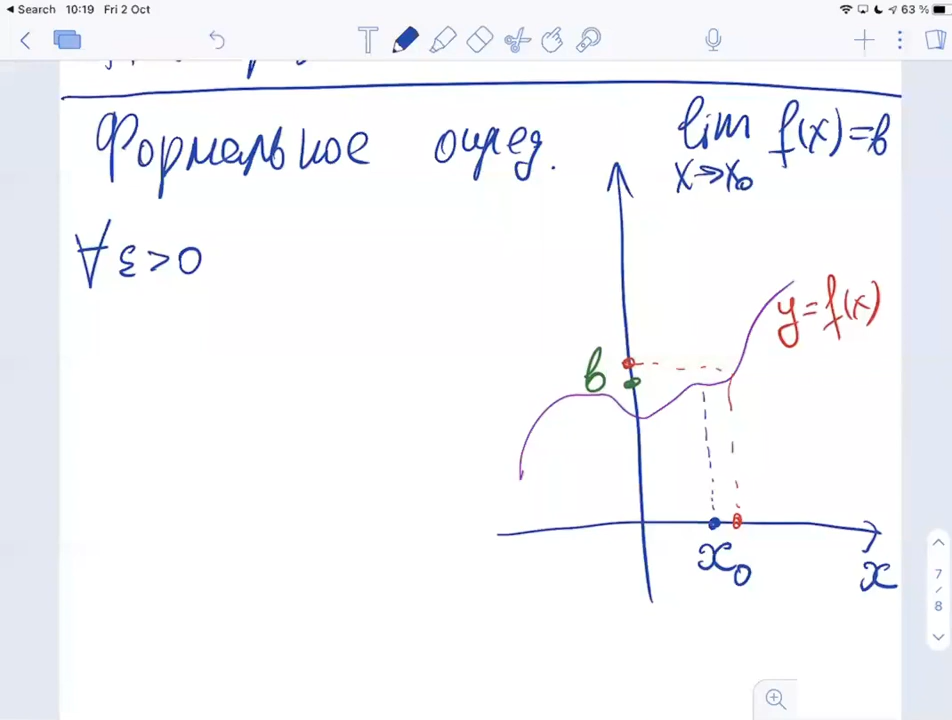 Search 10:19 Fri 2 Oct 63 %
T
Формальное опред.
lim f(x)=b
x→x₀
∀ε>0
y=f(x)
b
x₀
x
7
/
8